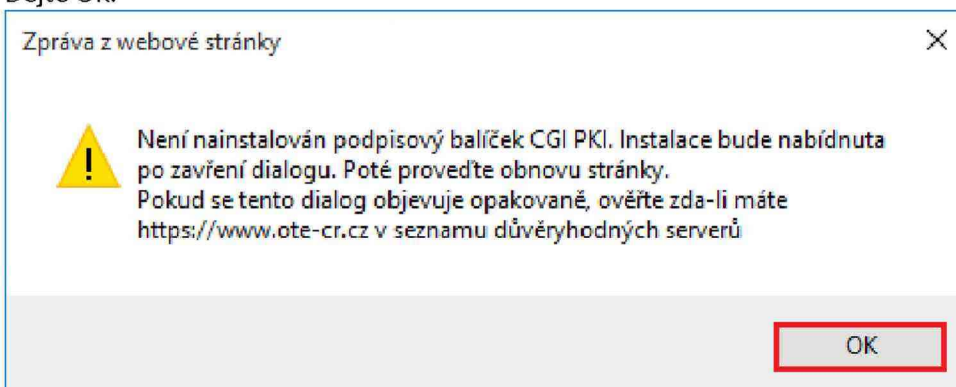 Dejte OK.
Zpráva z webové stránky
Není nainstalován podpisový balíček CGI PKI. Instalace bude nabídnuta
po zavření dialogu. Poté proveďte obnovu stránky.
Pokud se tento dialog objevuje opakovaně, ověřte zda-li máte
https://www.ote-cr.cz v seznamu důvěryhodných serverů
OK